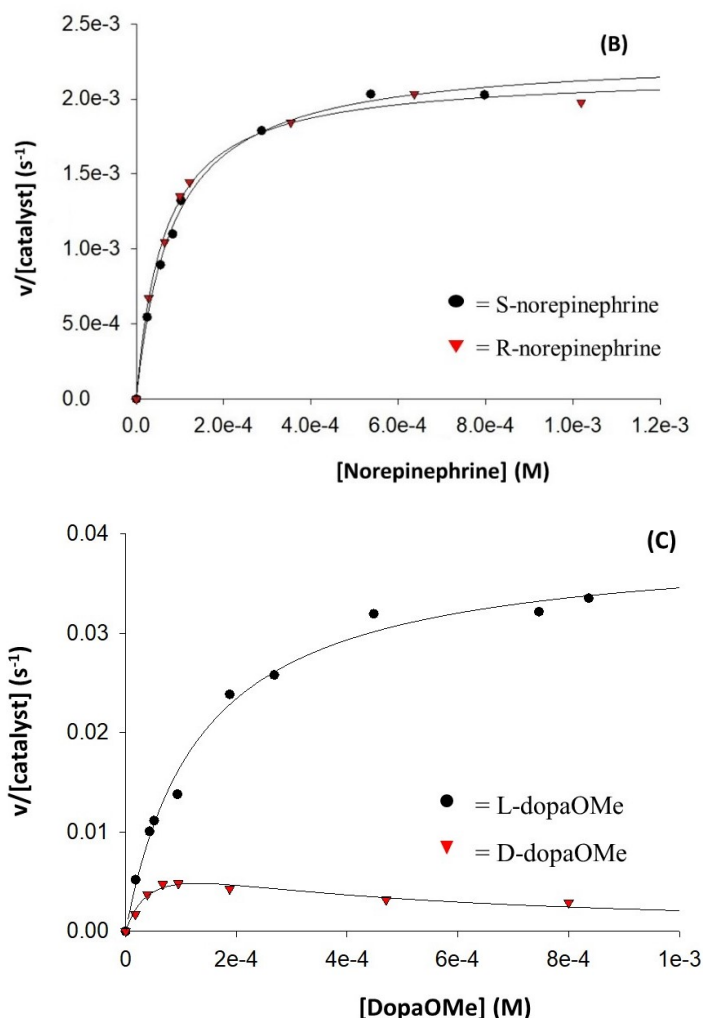 (B)
2.5e-3
2.0e-3
1.5e-3
1.0e-3
5.0e-4
0.0
v/[catalyst] (s⁻¹)
= S-norepinephrine
= R-norepinephrine
0.0 2.0e-4 4.0e-4 6.0e-4 8.0e-4 1.0e-3 1.2e-3
[Norepinephrine] (M)
(C)
0.04
0.03
0.02
0.01
0.00
v/[catalyst] (s⁻¹)
= L-dopaOMe
= D-dopaOMe
0 2e-4 4e-4 6e-4 8e-4 1e-3
[DopaOMe] (M)